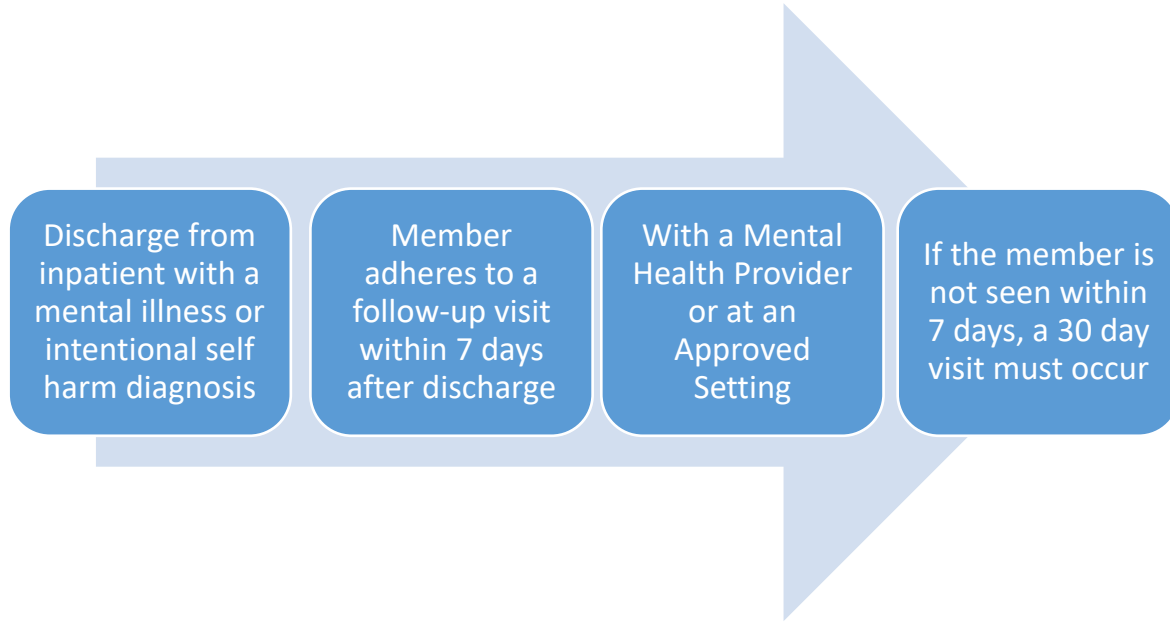 Discharge from
inpatient with a
mental illness or
intentional self
harm diagnosis
Member
adheres to a
follow-up visit
within 7 days
after discharge
With a Mental
Health Provider
or at an
Approved
Setting
If the member is
not seen within
7 days, a 30 day
visit must occur